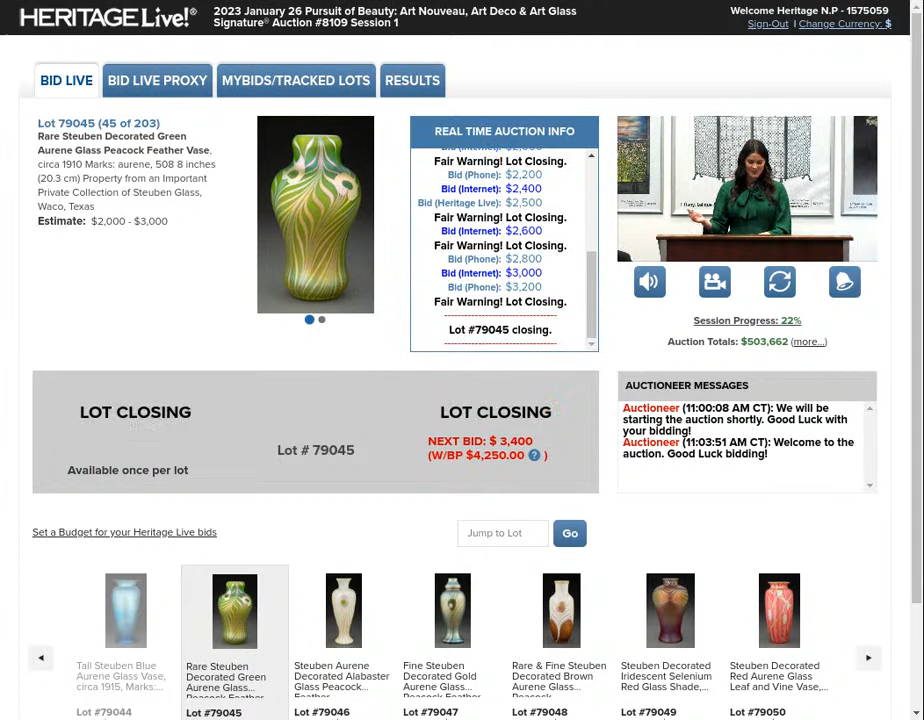 HERITAGE Live!®
2023 January 26 Pursuit of Beauty: Art Nouveau, Art Deco & Art Glass
Signature® Auction #8109 Session 1
Welcome Heritage N.P - 1575059
Sign-Out | Change Currency: $
BID LIVE
BID LIVE PROXY
MYBIDS/TRACKED LOTS
RESULTS
Lot 79045 (45 of 203)
Rare Steuben Decorated Green
Aurene Glass Peacock Feather Vase,
circa 1910 Marks: aurene, 508 8 inches
(20.3 cm) Property from an Important
Private Collection of Steuben Glass,
Waco, Texas
Estimate: $2,000 - $3,000
REAL TIME AUCTION INFO
Fair Warning! Lot Closing.
Bid (Phone): $2,200
Bid (Internet): $2,400
Bid (Heritage Live): $2,500
Fair Warning! Lot Closing.
Bid (Internet): $2,600
Fair Warning! Lot Closing.
Bid (Phone): $2,800
Bid (Internet): $3,000
Bid (Phone): $3,200
Fair Warning! Lot Closing.
--------------------------------
Lot #79045 closing.
--------------------------------
Session Progress: 22%
Auction Totals: $503,662 (more...)
LOT CLOSING
Available once per lot
Lot # 79045
LOT CLOSING
NEXT BID: $ 3,400
(W/BP $4,250.00 ? )
AUCTIONEER MESSAGES
Auctioneer (11:00:08 AM CT): We will be
starting the auction shortly. Good Luck with
your bidding!
Auctioneer (11:03:51 AM CT): Welcome to the
auction. Good Luck bidding!
Set a Budget for your Heritage Live bids
Jump to Lot
Go
Tall Steuben Blue
Aurene Glass Vase,
circa 1915, Marks:...
Lot #79044
Rare Steuben
Decorated Green
Aurene Glass...
Peacock Feather
Lot #79045
Steuben Aurene
Decorated Alabaster
Glass Peacock...
Feather
Lot #79046
Fine Steuben
Decorated Gold
Aurene Glass...
Peacock Feather
Lot #79047
Rare & Fine Steuben
Decorated Brown
Aurene Glass...
Peacock
Lot #79048
Steuben Decorated
Iridescent Selenium
Red Glass Shade,...
Lot #79049
Steuben Decorated
Red Aurene Glass
Leaf and Vine Vase,...
Lot #79050